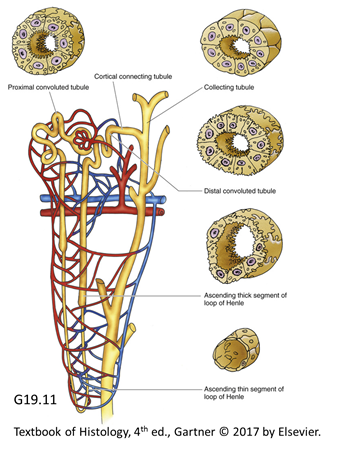 Cortical connecting tubule
Proximal convoluted tubule
Collecting tubule
Distal convoluted tubule
Ascending thick segment of
loop of Henle
Ascending thin segment of
loop of Henle
G19.11
Textbook of Histology, 4th ed., Gartner © 2017 by Elsevier.